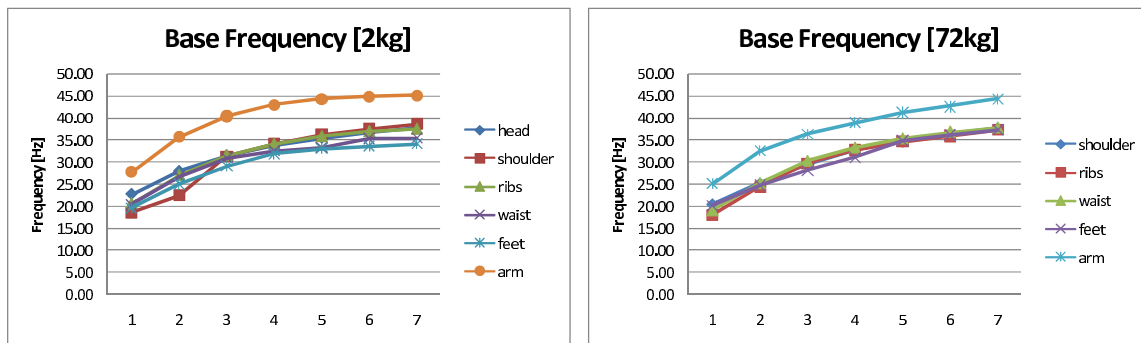 Base Frequency [2kg]
Frequency [Hz]
50.00
45.00
40.00
35.00
30.00
25.00
20.00
15.00
10.00
5.00
0.00
1 2 3 4 5 6 7
head
shoulder
ribs
waist
feet
arm
Base Frequency [72kg]
Frequency [Hz]
50.00
45.00
40.00
35.00
30.00
25.00
20.00
15.00
10.00
5.00
0.00
1 2 3 4 5 6 7
shoulder
ribs
waist
feet
arm